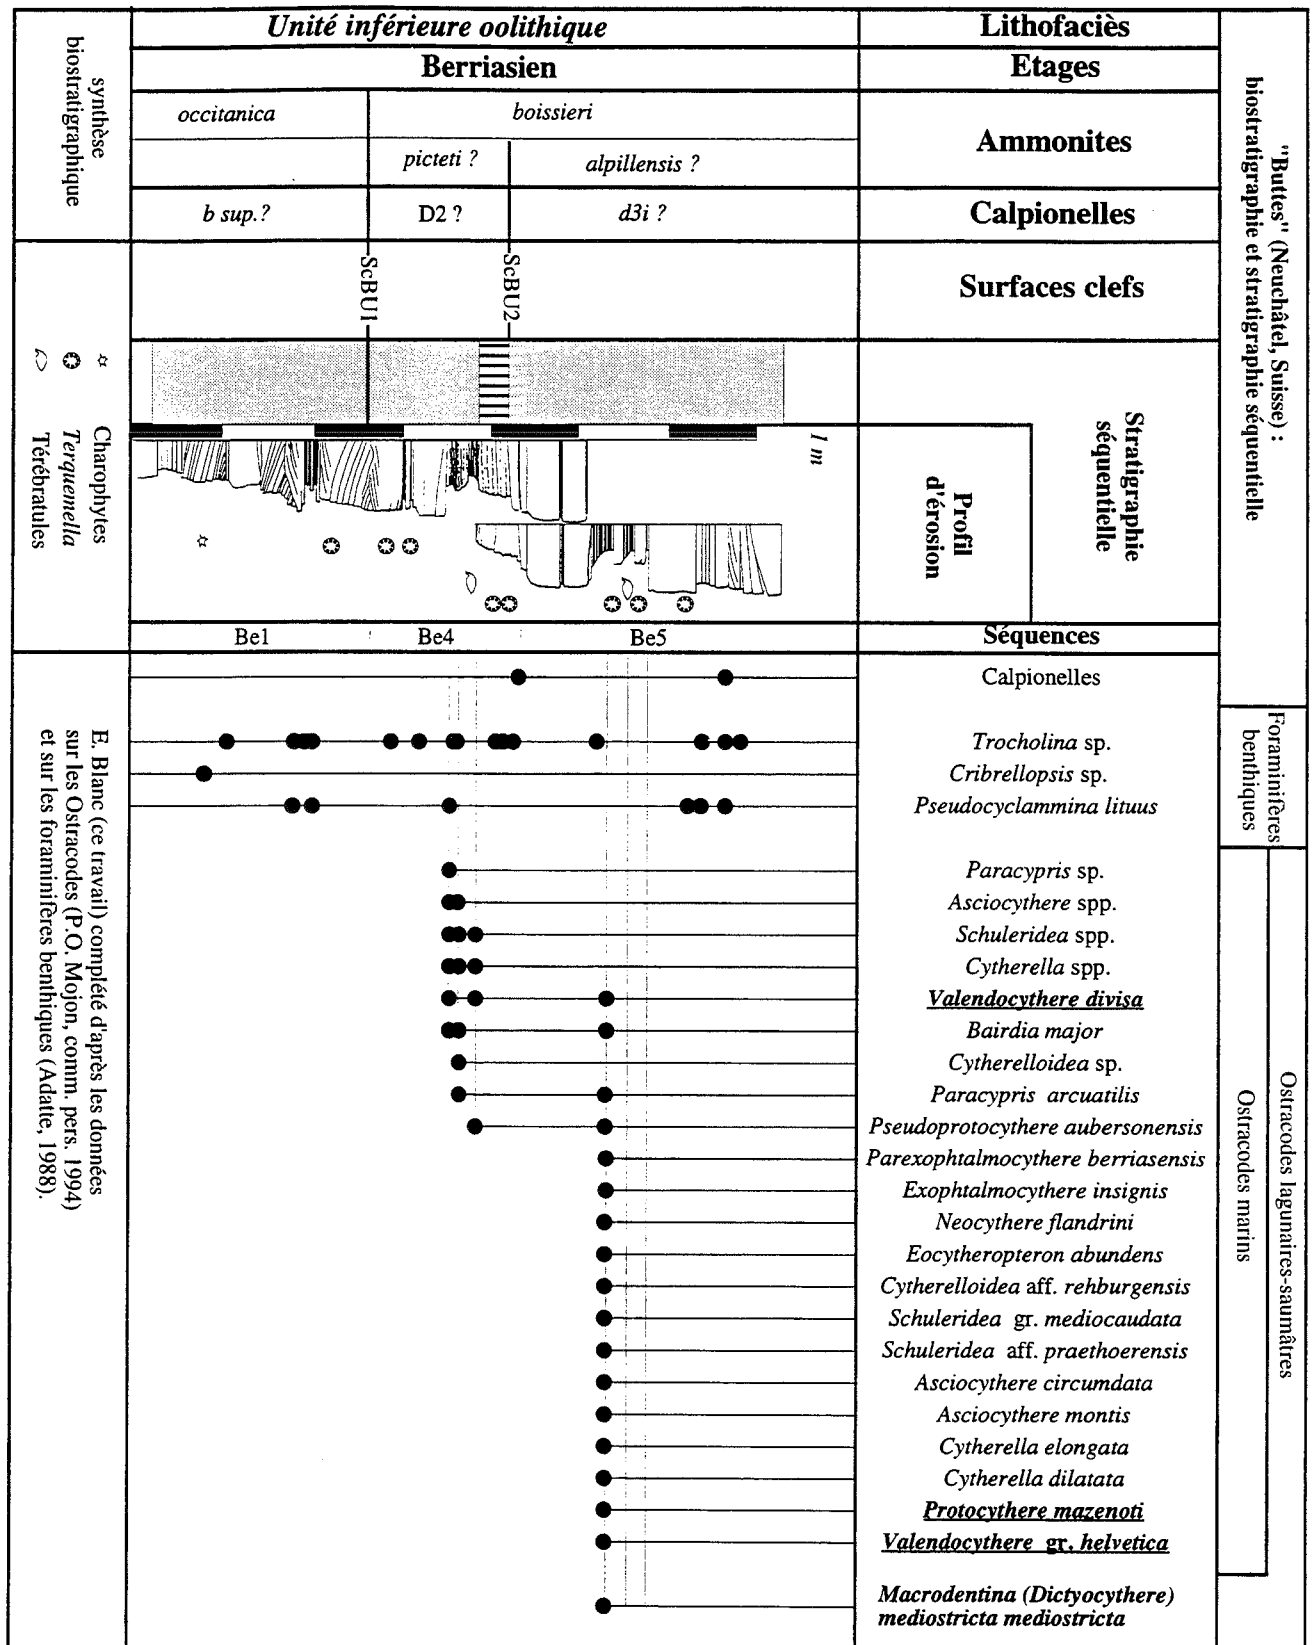 "Buttes" (Neuchâtel, Suisse) :
biostratigraphie et stratigraphie séquentielle
Unité inférieure oolithique
Lithofaciès
Berriasien
Etages
synthèse
biostratigraphique
occitanica
boissieri
Ammonites
picteti ?
alpillensis ?
b sup.?
D2 ?
d3i ?
Calpionelles
ScBU1
ScBU2
Surfaces clefs
Charophytes
Terquemella
Térébratules
1 m
Profil
d'érosion
Stratigraphie
séquentielle
Be1
Be4
Be5
Séquences
Calpionelles
Foraminifères
benthiques
Trocholina sp.
Cribrellopsis sp.
Pseudocyclammina lituus
Ostracodes lagunaires-saumâtres
Ostracodes marins
Paracypris sp.
Asciocythere spp.
Schuleridea spp.
Cytherella spp.
Valendocythere divisa
Bairdia major
Cytherelloidea sp.
Paracypris arcuatilis
Pseudoprotocythere aubersonensis
Parexophtalmocythere berriasensis
Exophtalmocythere insignis
Neocythere flandrini
Eocytheropteron abundens
Cytherelloidea aff. rehburgensis
Schuleridea gr. mediocaudata
Schuleridea aff. praethoerensis
Asciocythere circumdata
Asciocythere montis
Cytherella elongata
Cytherella dilatata
Protocythere mazenoti
Valendocythere gr. helvetica
Macrodentina (Dictyocythere)
mediostricta mediostricta
E. Blanc (ce travail) complété d'après les données
sur les Ostracodes (P.O. Mojon, comm. pers. 1994)
et sur les foraminifères benthiques (Adatte, 1988).